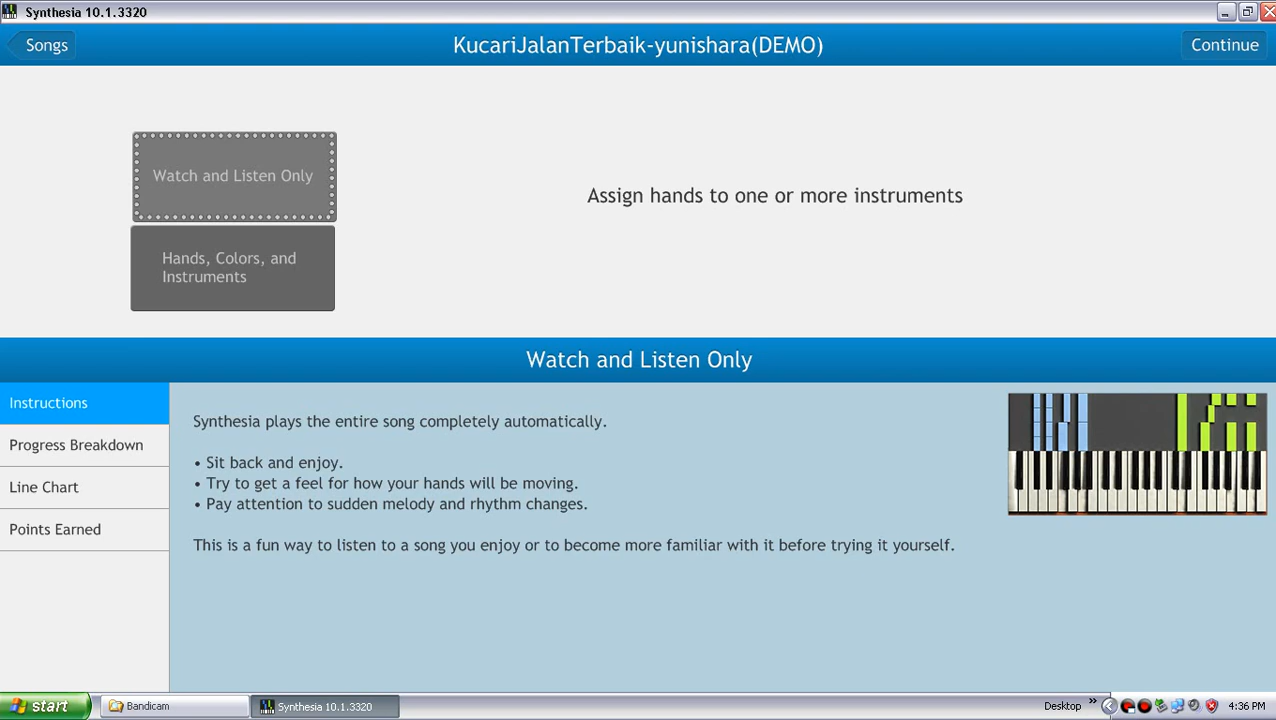 Synthesia 10.1.3320
Songs
KucariJalanTerbaik-yunishara(DEMO)
Continue
Watch and Listen Only
Assign hands to one or more instruments
Hands, Colors, and
Instruments
Watch and Listen Only
Instructions
Progress Breakdown
Line Chart
Points Earned
Synthesia plays the entire song completely automatically.
• Sit back and enjoy.
• Try to get a feel for how your hands will be moving.
• Pay attention to sudden melody and rhythm changes.
This is a fun way to listen to a song you enjoy or to become more familiar with it before trying it yourself.
start
Bandicam
Synthesia 10.1.3320
Desktop
4:36 PM